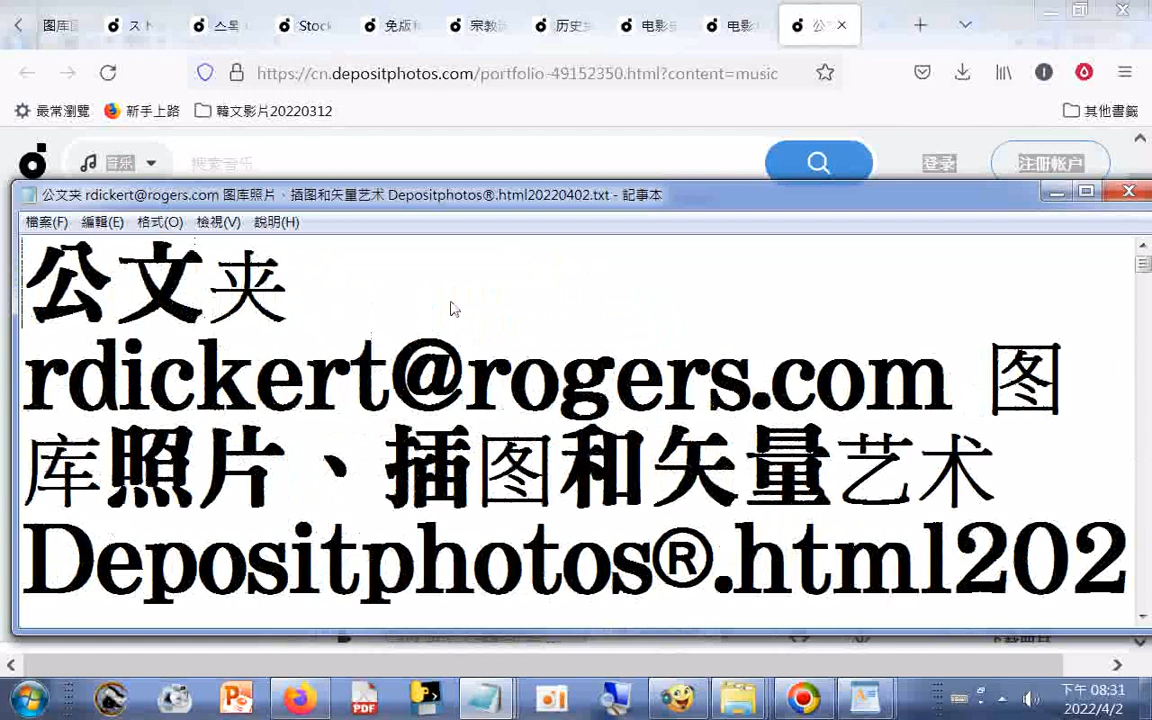 图库图 スト 스톡 Stock 免版和 宗教游 历史
电影 电影 公
https://cn.depositphotos.com/portfolio-49152350.html?content=music
最常瀏覽 新手上路 韓文影片20220312 其他書籤
音乐 搜索音乐 登录 注册帐户
公文夹 rdickert@rogers.com 图库照片、插图和矢量艺术 Depositphotos®.html20220402.txt - 記事本
檔案(F) 編輯(E) 格式(O) 檢視(V) 說明(H)
公文夹
rdickert@rogers.com 图
库照片、插图和矢量艺术
Depositphotos®.html202
下午 08:31
2022/4/2